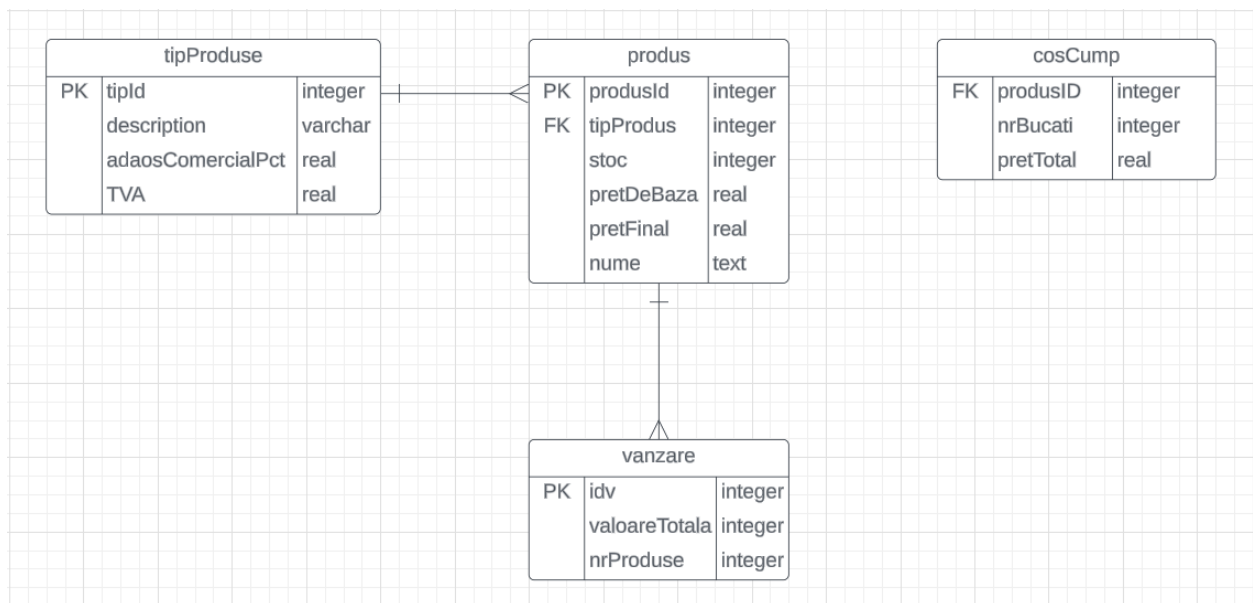 tipProduse
PK tipId integer
description varchar
adaosComercialPct real
TVA real
produs
PK produsId integer
FK tipProdus integer
stoc integer
pretDeBaza real
pretFinal real
nume text
cosCump
FK produsID integer
nrBucati integer
pretTotal real
vanzare
PK idv integer
valoareTotala integer
nrProduse integer